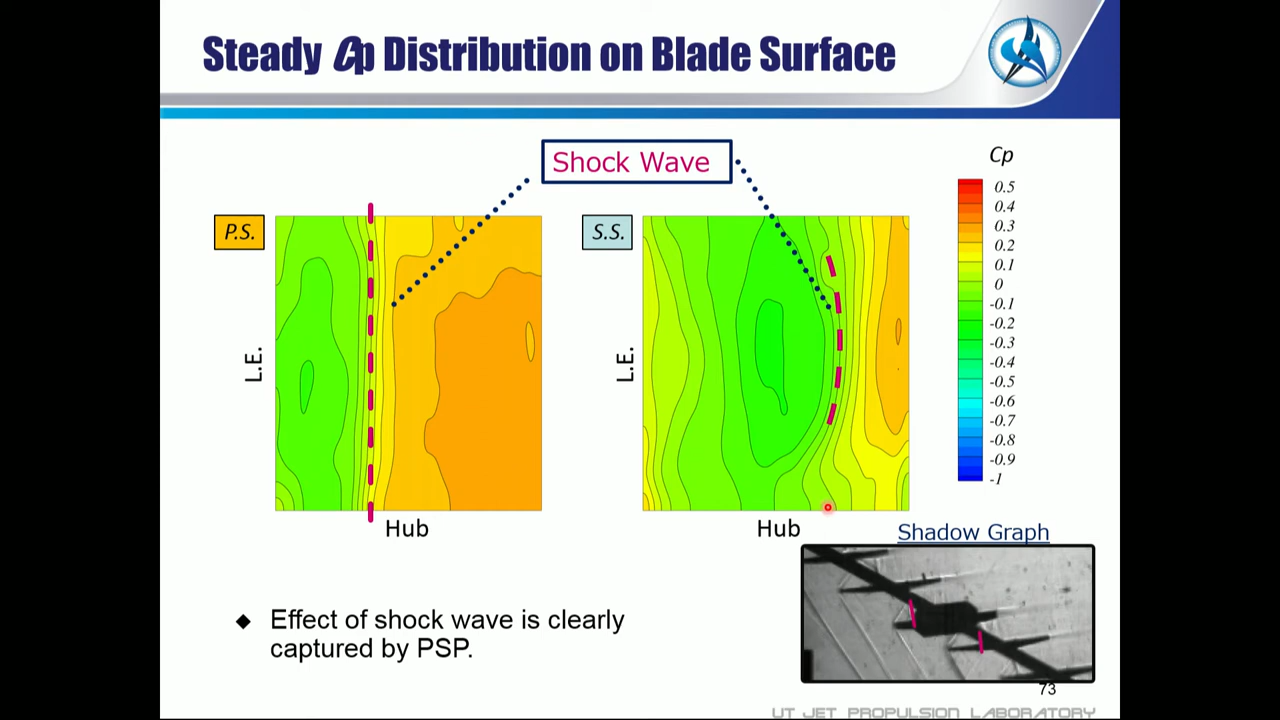 Steady Cp Distribution on Blade Surface
Shock Wave
Cp
P.S.
S.S.
0.5
0.4
0.3
0.2
0.1
0
-0.1
-0.2
-0.3
-0.4
-0.5
-0.6
-0.7
-0.8
-0.9
-1
L.E.
L.E.
Hub
Hub
Shadow Graph
◆ Effect of shock wave is clearly
captured by PSP.
73
UT JET PROPULSION LABORATORY